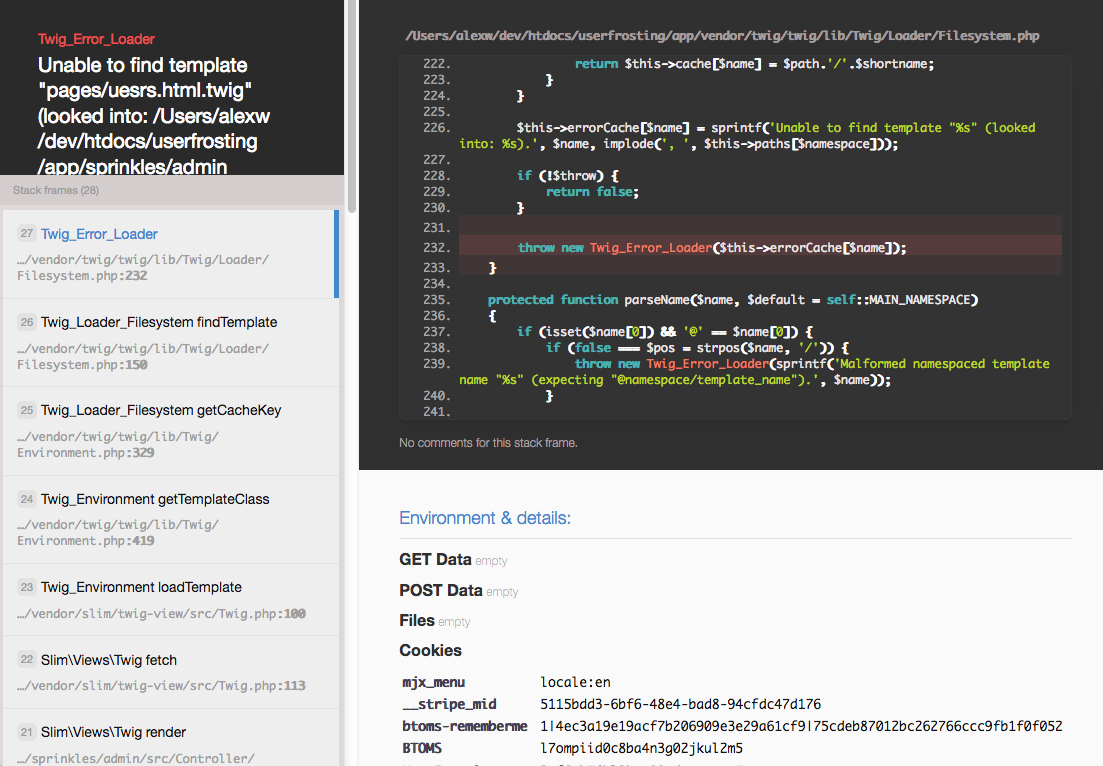 Twig_Error_Loader
Unable to find template
"pages/uesrs.html.twig"
(looked into: /Users/alexw
/dev/htdocs/userfrosting
/app/sprinkles/admin
Stack frames (28)
27 Twig_Error_Loader
…/vendor/twig/twig/lib/Twig/Loader/
Filesystem.php:232
26 Twig_Loader_Filesystem findTemplate
…/vendor/twig/twig/lib/Twig/Loader/
Filesystem.php:150
25 Twig_Loader_Filesystem getCacheKey
…/vendor/twig/twig/lib/Twig/
Environment.php:329
24 Twig_Environment getTemplateClass
…/vendor/twig/twig/lib/Twig/
Environment.php:419
23 Twig_Environment loadTemplate
…/vendor/slim/twig-view/src/Twig.php:100
22 Slim\Views\Twig fetch
…/vendor/slim/twig-view/src/Twig.php:113
21 Slim\Views\Twig render
…/sprinkles/admin/src/Controller/
/Users/alexw/dev/htdocs/userfrosting/app/vendor/twig/twig/lib/Twig/Loader/Filesystem.php
222. return $this->cache[$name] = $path.'/'.$shortname;
223. }
224. }
225.
226. $this->errorCache[$name] = sprintf('Unable to find template "%s" (looked
into: %s).', $name, implode(', ', $this->paths[$namespace]));
227.
228. if (!$throw) {
229. return false;
230. }
231.
232. throw new Twig_Error_Loader($this->errorCache[$name]);
233. }
234.
235. protected function parseName($name, $default = self::MAIN_NAMESPACE)
236. {
237. if (isset($name[0]) && '@' == $name[0]) {
238. if (false === $pos = strpos($name, '/')) {
239. throw new Twig_Error_Loader(sprintf('Malformed namespaced template
name "%s" (expecting "@namespace/template_name").', $name));
240. }
241.
No comments for this stack frame.
Environment & details:
GET Data empty
POST Data empty
Files empty
Cookies
mjx_menu locale:en
__stripe_mid 5115bdd3-6bf6-48e4-bad8-94cfdc47d176
btoms-rememberme 1|4ec3a19e19acf7b206909e3e29a61cf9|75cdeb87012bc262766ccc9fb1f0f052
BTOMS l7ompiid0c8ba4n3g02jkul2m5